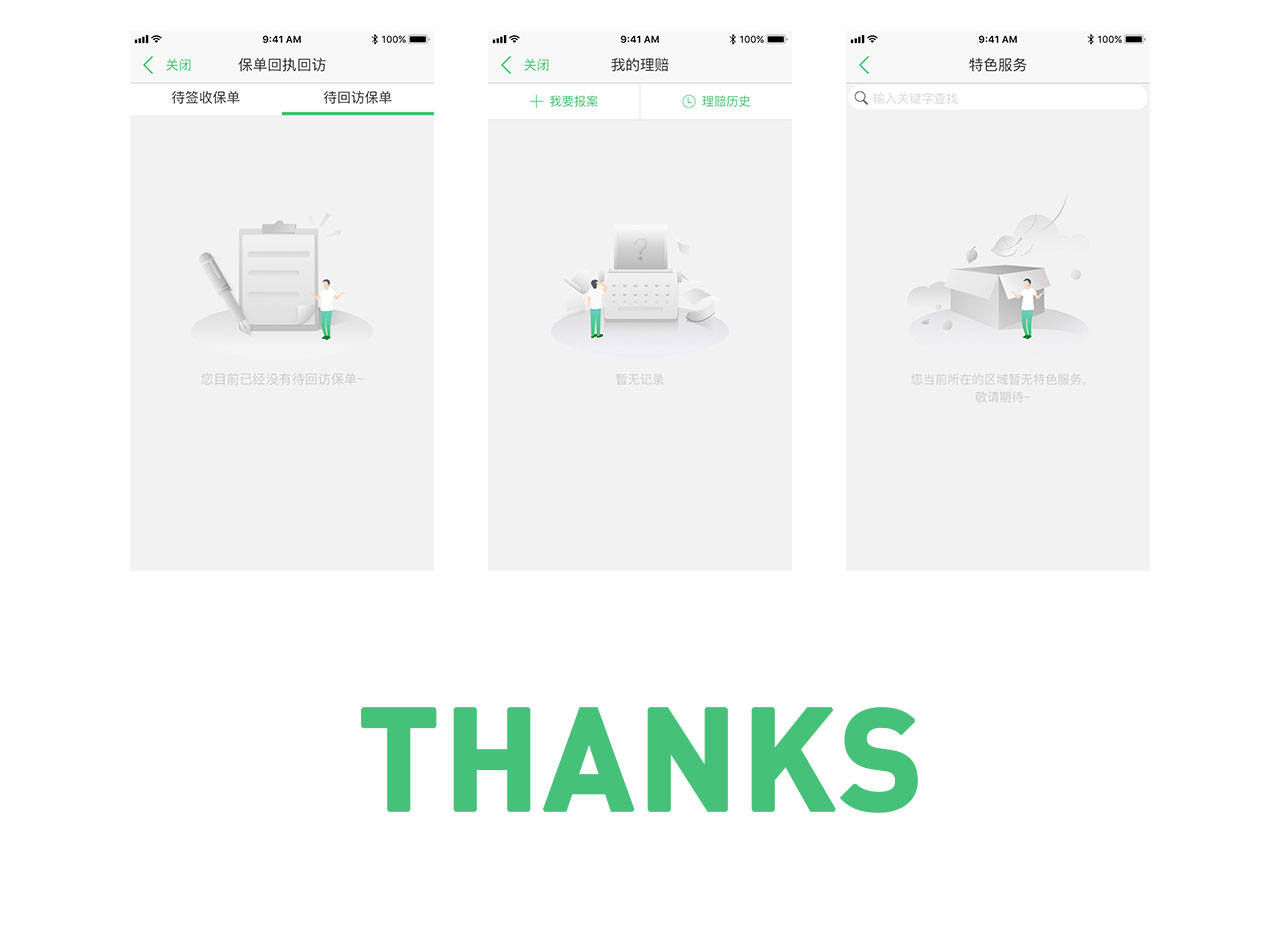 9:41 AM
100%
关闭
保单回执回访
待签收保单
待回访保单
您目前已经没有待回访保单~
9:41 AM
100%
关闭
我的理赔
我要报案
理赔历史
?
暂无记录
9:41 AM
100%
特色服务
输入关键字查找
您当前所在的区域暂无特色服务,
敬请期待~
THANKS